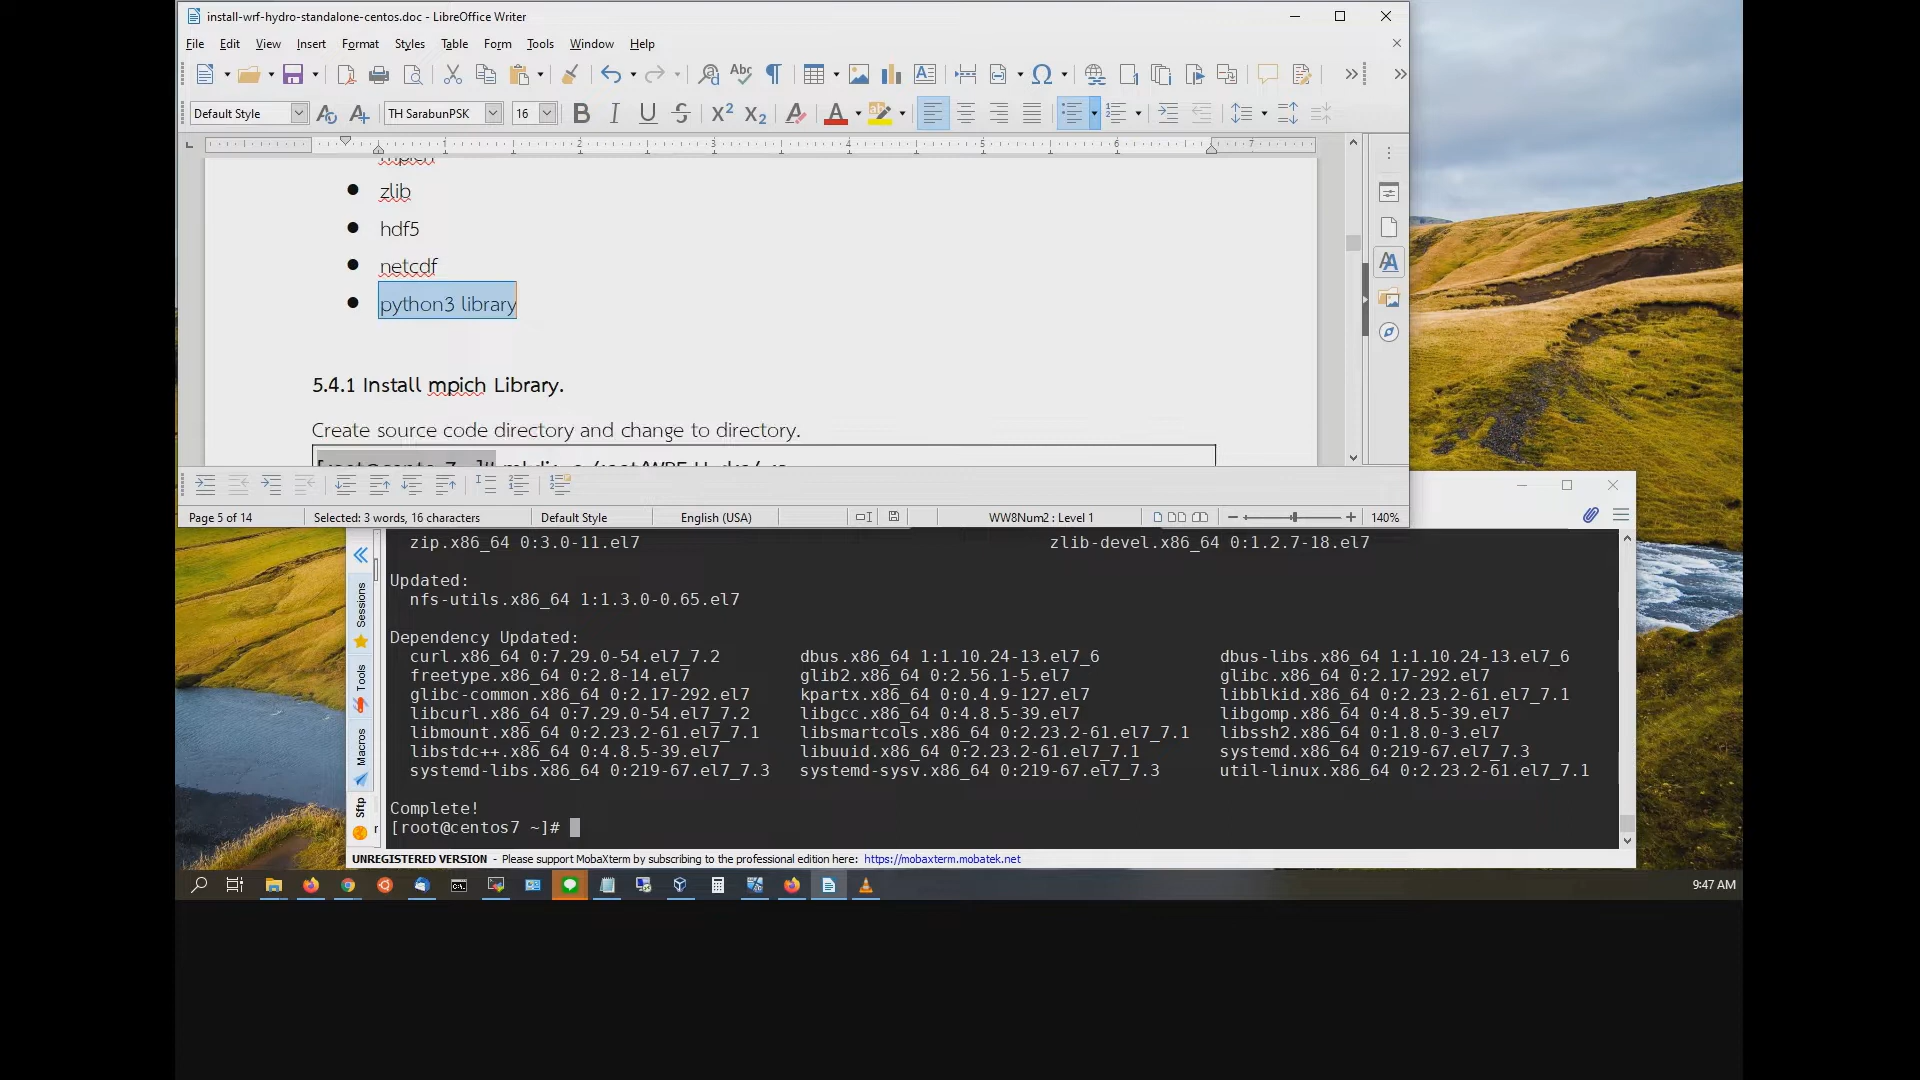 install-wrf-hydro-standalone-centos.doc - LibreOffice Writer
File Edit View Insert Format Styles Table Form Tools Window Help
Default Style TH SarabunPSK 16
1 2 3 4 5 6 7
mpich
zlib
hdf5
netcdf
python3 library
5.4.1 Install mpich Library.
Create source code directory and change to directory.
Page 5 of 14 Selected: 3 words, 16 characters Default Style English (USA) WW8Num2 : Level 1 140%
Sessions
Tools
Macros
Sftp
zip.x86_64 0:3.0-11.el7 zlib-devel.x86_64 0:1.2.7-18.el7
Updated:
nfs-utils.x86_64 1:1.3.0-0.65.el7
Dependency Updated:
curl.x86_64 0:7.29.0-54.el7_7.2 dbus.x86_64 1:1.10.24-13.el7_6 dbus-libs.x86_64 1:1.10.24-13.el7_6
freetype.x86_64 0:2.8-14.el7 glib2.x86_64 0:2.56.1-5.el7 glibc.x86_64 0:2.17-292.el7
glibc-common.x86_64 0:2.17-292.el7 kpartx.x86_64 0:0.4.9-127.el7 libblkid.x86_64 0:2.23.2-61.el7_7.1
libcurl.x86_64 0:7.29.0-54.el7_7.2 libgcc.x86_64 0:4.8.5-39.el7 libgomp.x86_64 0:4.8.5-39.el7
libmount.x86_64 0:2.23.2-61.el7_7.1 libsmartcols.x86_64 0:2.23.2-61.el7_7.1 libssh2.x86_64 0:1.8.0-3.el7
libstdc++.x86_64 0:4.8.5-39.el7 libuuid.x86_64 0:2.23.2-61.el7_7.1 systemd.x86_64 0:219-67.el7_7.3
systemd-libs.x86_64 0:219-67.el7_7.3 systemd-sysv.x86_64 0:219-67.el7_7.3 util-linux.x86_64 0:2.23.2-61.el7_7.1
Complete!
[root@centos7 ~]#
UNREGISTERED VERSION - Please support MobaXterm by subscribing to the professional edition here: https://mobaxterm.mobatek.net
9:47 AM